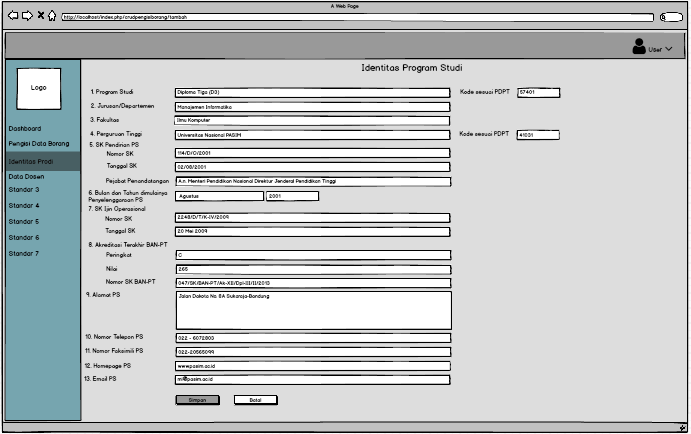 A Web Page
http://localhost/index.php/crudpengisiborang/tambah
User
Logo
Dashboard
Pengisi Data Borang
Identitas Prodi
Data Dosen
Standar 3
Standar 4
Standar 5
Standar 6
Standar 7
Identitas Program Studi
1. Program Studi Diploma Tiga (D3) Kode sesuai PDPT 57401
2. Jurusan/Departemen Manajemen Informatika
3. Fakultas Ilmu Komputer
4. Perguruan Tinggi Universitas Nasional PASIM Kode sesuai PDPT 41031
5. SK Pendirian PS
Nomor SK 114/D/O/2001
Tanggal SK 02/08/2001
Pejabat Penandatangan A.n. Menteri Pendidikan Nasional Direktur Jenderal Pendidikan Tinggi
6. Bulan dan Tahun dimulainya
Penyelenggaraan PS Agustus 2001
7. SK Ijin Operasional
Nomor SK 2248/D/T/K-IV/2009
Tanggal SK 20 Mei 2009
8. Akreditasi Terakhir BAN-PT
Peringkat C
Nilai 265
Nomor SK BAN-PT 047/SK/BAN-PT/Ak-XII/Dpl-III/II/2013
9. Alamat PS Jalan Dakota No. 8A Sukaraja-Bandung
10. Nomor Telepon PS 022 - 6072803
11. Nomor Faksimili PS 022-20565099
12. Homepage PS www.pasim.ac.id
13. Email PS mi@pasim.ac.id
Simpan Batal